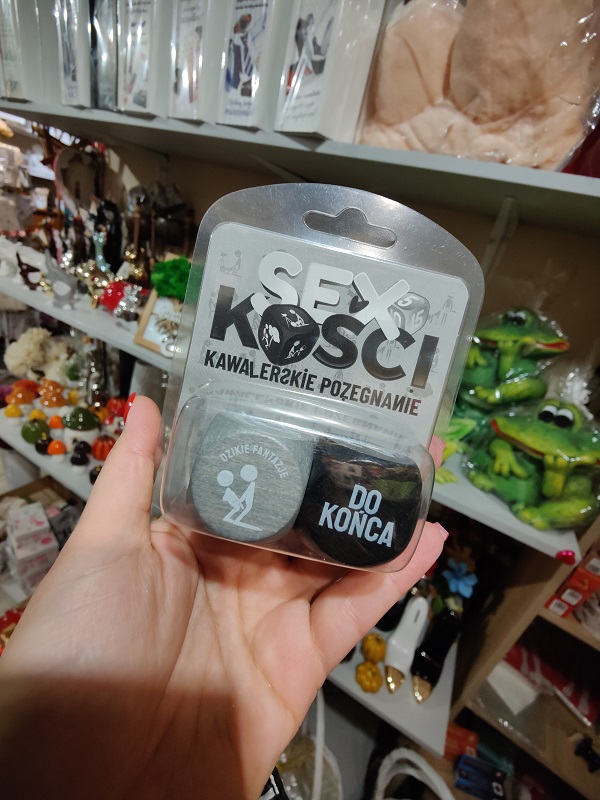 SEX
KOŚCI
KAWALERSKIE POŻEGNANIE
DZIKIE FANTAZJE
DO
KOŃCA